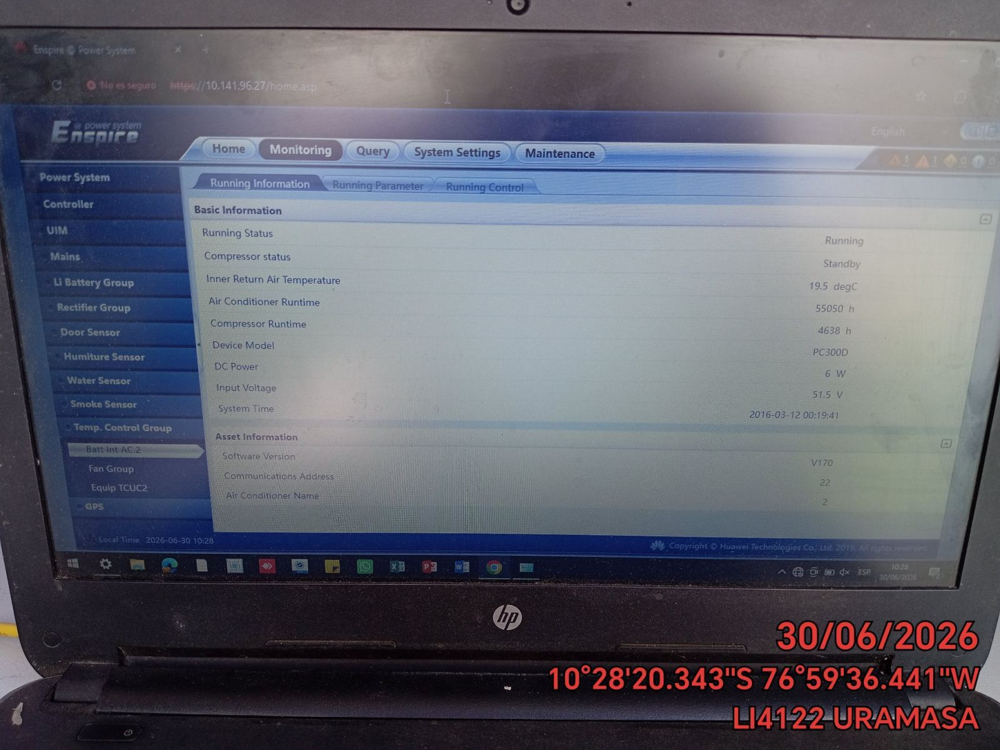 Enspire @ Power System
No es seguro https://10.141.96.27/home.asp
@ power system
Enspire
English
Home Monitoring Query System Settings Maintenance
1 1 0 0
Power System
Controller
UIM
Mains
Li Battery Group
Rectifier Group
Door Sensor
Humiture Sensor
Water Sensor
Smoke Sensor
Temp. Control Group
Batt Int AC.2
Fan Group
Equip TCUC2
GPS
Running Information Running Parameter Running Control
Basic Information
Running Status Running
Compressor status Standby
Inner Return Air Temperature 19.5 degC
Air Conditioner Runtime 55050 h
Compressor Runtime 4638 h
Device Model PC300D
DC Power 6 W
Input Voltage 51.5 V
System Time 2016-03-12 00:19:41
Asset Information
Software Version V170
Communications Address 22
Air Conditioner Name 2
Local Time 2026-06-30 10:28
Copyright © Huawei Technologies Co., Ltd. 2019. All rights reserved.
ESP
10:28
30/06/2026
hp
30/06/2026
10°28'20.343"S 76°59'36.441"W
LI4122 URAMASA